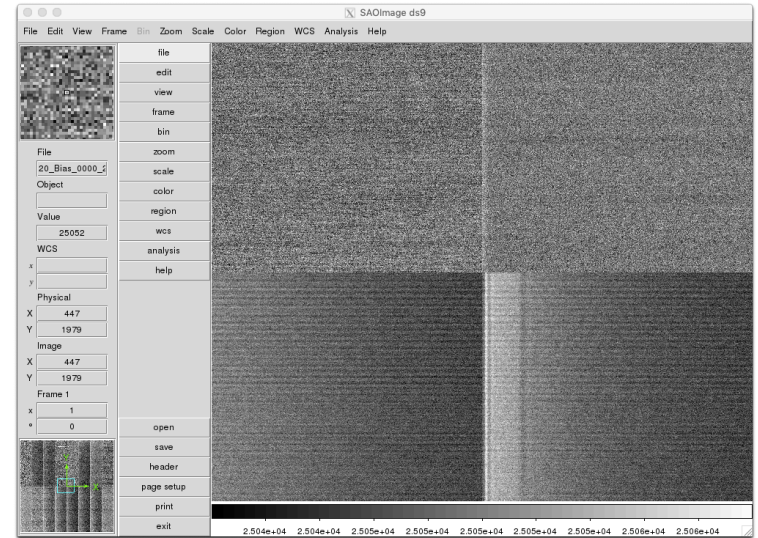 SAOImage ds9
File Edit View Frame Bin Zoom Scale Color Region WCS Analysis Help
file
edit
view
frame
bin
zoom
scale
color
region
wcs
analysis
help
File
20_Bias_0000_2
Object
Value
25052
WCS
x
y
Physical
X 447
Y 1979
Image
X 447
Y 1979
Frame 1
x 1
° 0
open
save
header
page setup
print
exit
2.504e+04 2.504e+04 2.505e+04 2.505e+04 2.505e+04 2.505e+04 2.505e+04 2.506e+04 2.506e+04